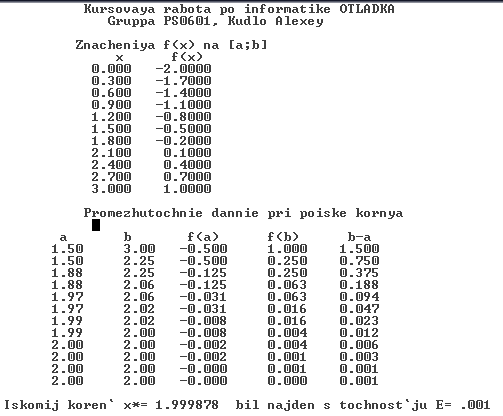 Kursovaya rabota po informatike OTLADKA
Gruppa PS0601, Kudlo Alexey
Znacheniya f(x) na [a;b]
x f(x)
0.000 -2.0000
0.300 -1.7000
0.600 -1.4000
0.900 -1.1000
1.200 -0.8000
1.500 -0.5000
1.800 -0.2000
2.100 0.1000
2.400 0.4000
2.700 0.7000
3.000 1.0000
Promezhutochnie dannie pri poiske kornya
a b f(a) f(b) b-a
1.50 3.00 -0.500 1.000 1.500
1.50 2.25 -0.500 0.250 0.750
1.88 2.25 -0.125 0.250 0.375
1.88 2.06 -0.125 0.063 0.188
1.97 2.06 -0.031 0.063 0.094
1.97 2.02 -0.031 0.016 0.047
1.99 2.02 -0.008 0.016 0.023
1.99 2.00 -0.008 0.004 0.012
2.00 2.00 -0.002 0.004 0.006
2.00 2.00 -0.002 0.001 0.003
2.00 2.00 -0.000 0.001 0.001
2.00 2.00 -0.000 0.000 0.001
Iskomij koren` x*= 1.999878 bil najden s tochnost`ju E= .001